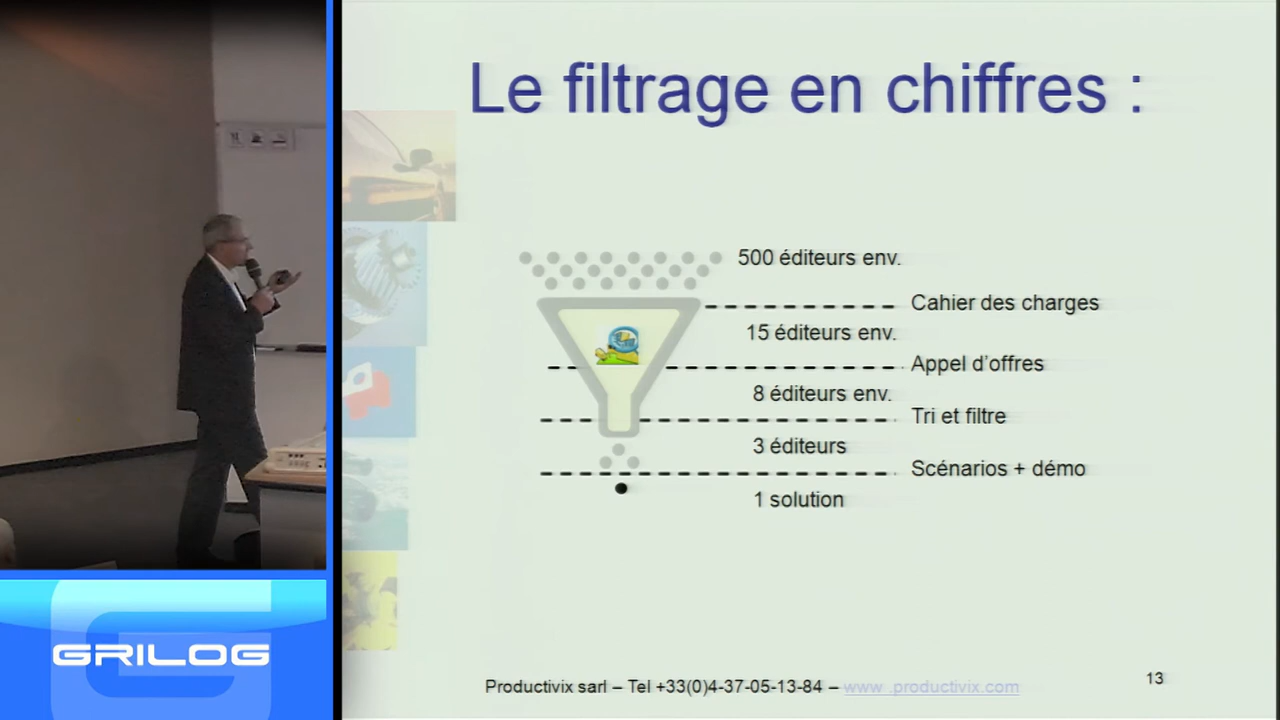 Le filtrage en chiffres :
500 éditeurs env.
Cahier des charges
15 éditeurs env.
Appel d'offres
8 éditeurs env.
Tri et filtre
3 éditeurs
Scénarios + démo
1 solution
GRILOG
Productivix sarl – Tel +33(0)4-37-05-13-84 – www .productivix.com
13